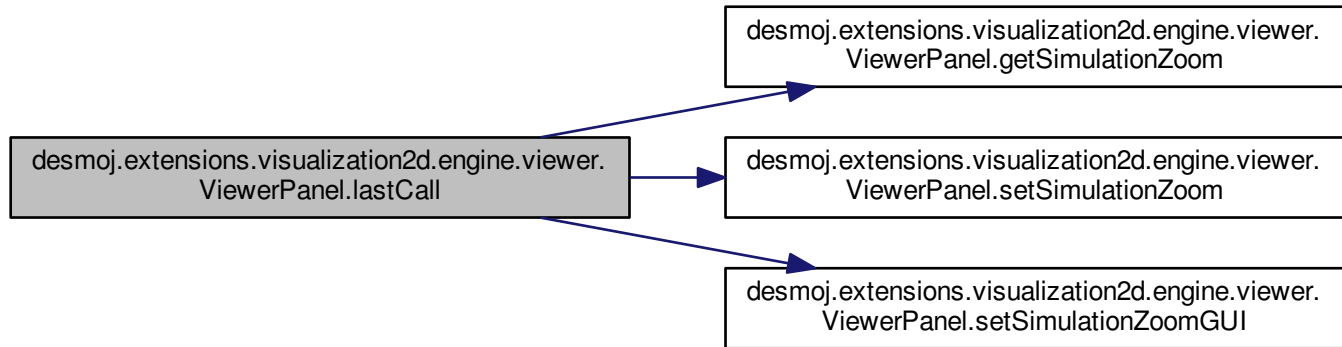 desmoj.extensions.visualization2d.engine.viewer.
ViewerPanel.lastCall
desmoj.extensions.visualization2d.engine.viewer.
ViewerPanel.getSimulationZoom
desmoj.extensions.visualization2d.engine.viewer.
ViewerPanel.setSimulationZoom
desmoj.extensions.visualization2d.engine.viewer.
ViewerPanel.setSimulationZoomGUI